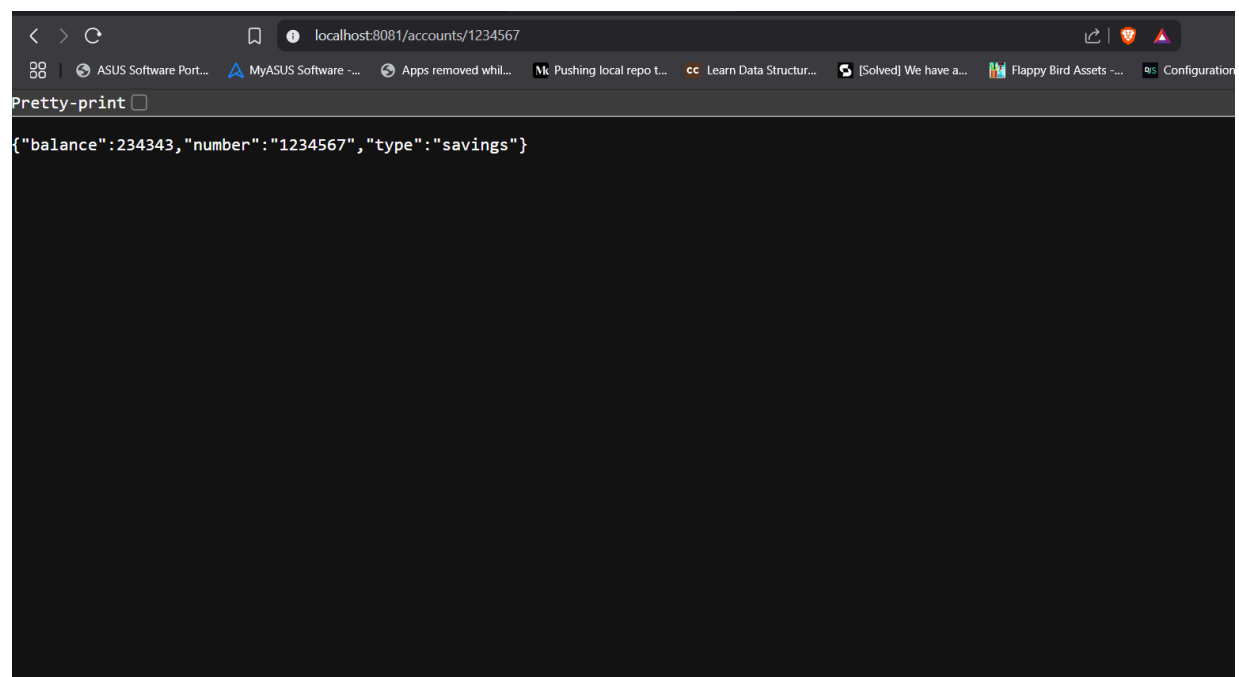 localhost:8081/accounts/1234567
ASUS Software Port... MyASUS Software -... Apps removed whil... Pushing local repo t... cc Learn Data Structur... [Solved] We have a... Flappy Bird Assets -... Configuration
Pretty-print
{"balance":234343,"number":"1234567","type":"savings"}